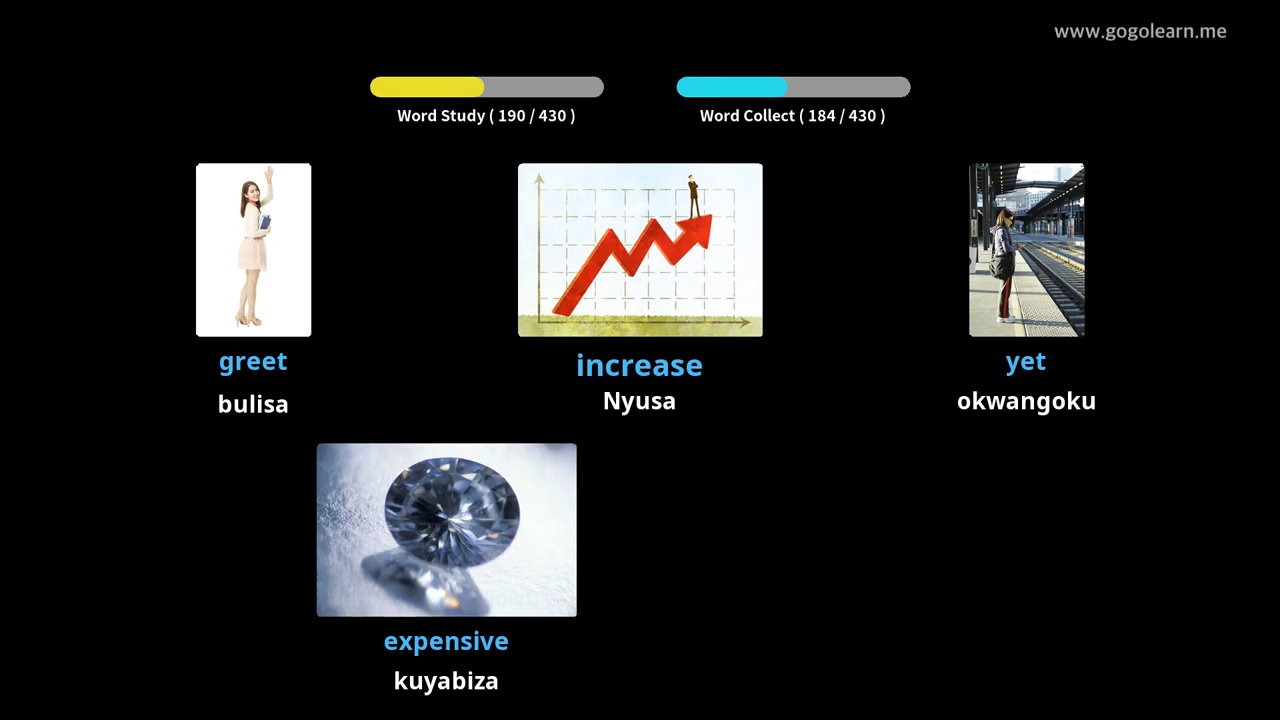 www.gogolearn.me
Word Study ( 190 / 430 )
Word Collect ( 184 / 430 )
greet
increase
yet
bulisa
Nyusa
okwangoku
expensive
kuyabiza